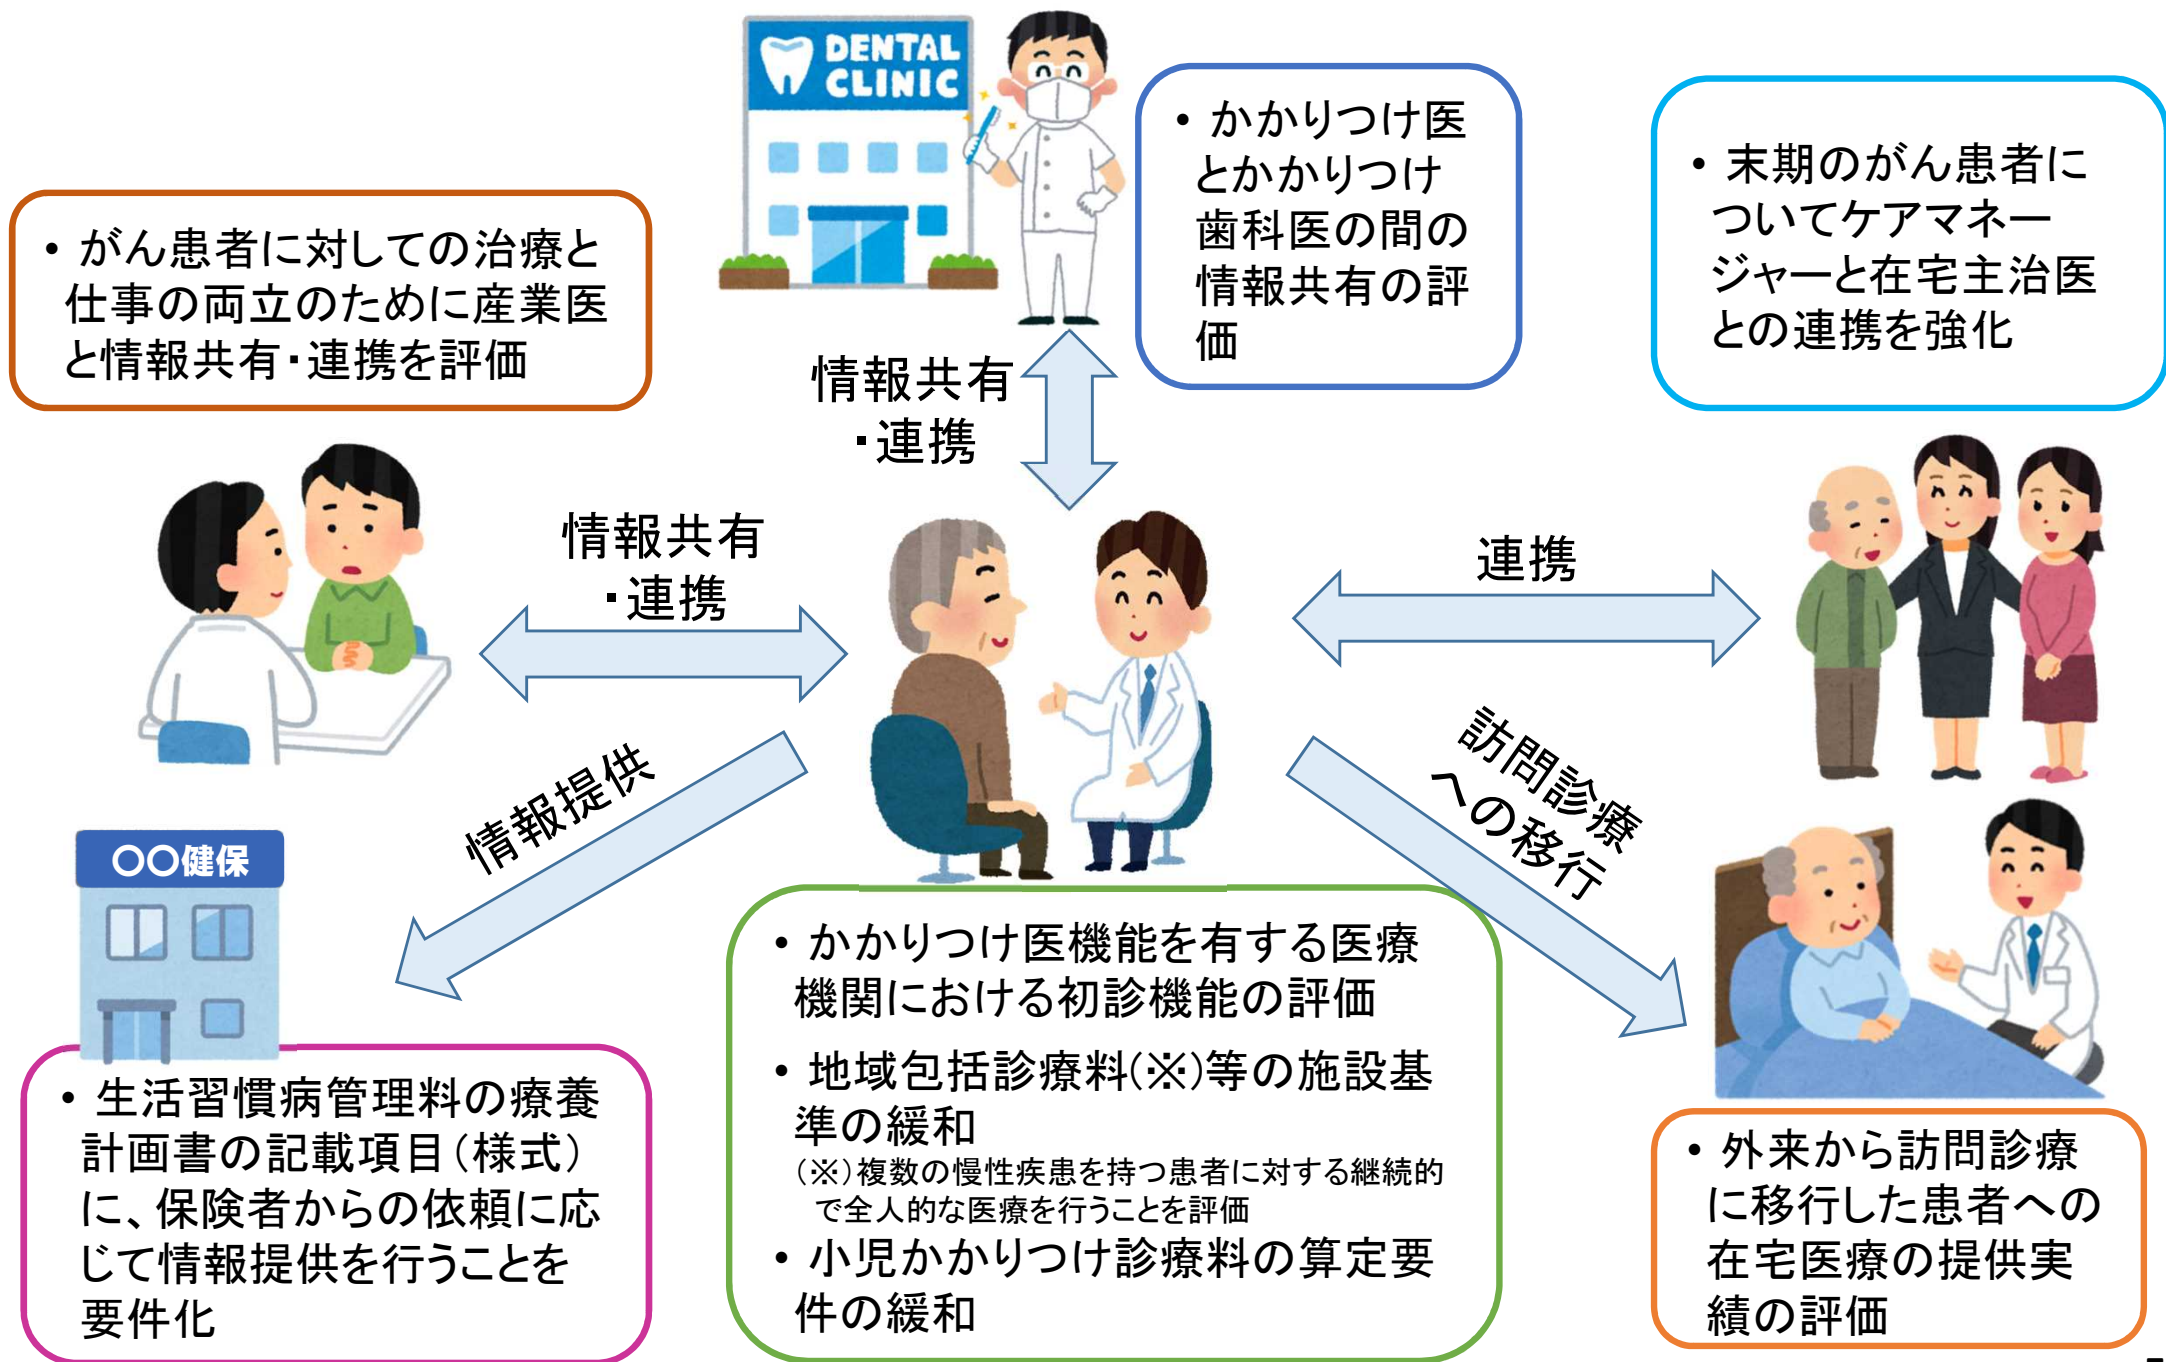 DENTAL
CLINIC
• かかりつけ医
とかかりつけ
歯科医の間の
情報共有の評
価
• 末期のがん患者に
ついてケアマネー
ジャーと在宅主治医
との連携を強化
• がん患者に対しての治療と
仕事の両立のために産業医
と情報共有・連携を評価
情報共有
・連携
情報共有
・連携
連携
情報提供
訪問診療
への移行
〇〇健保
• かかりつけ医機能を有する医療
機関における初診機能の評価
• 地域包括診療料(※)等の施設基
準の緩和
(※)複数の慢性疾患を持つ患者に対する継続的
で全人的な医療を行うことを評価
• 小児かかりつけ診療料の算定要
件の緩和
• 生活習慣病管理料の療養
計画書の記載項目（様式）
に、保険者からの依頼に応
じて情報提供を行うことを
要件化
• 外来から訪問診療
に移行した患者への
在宅医療の提供実
績の評価